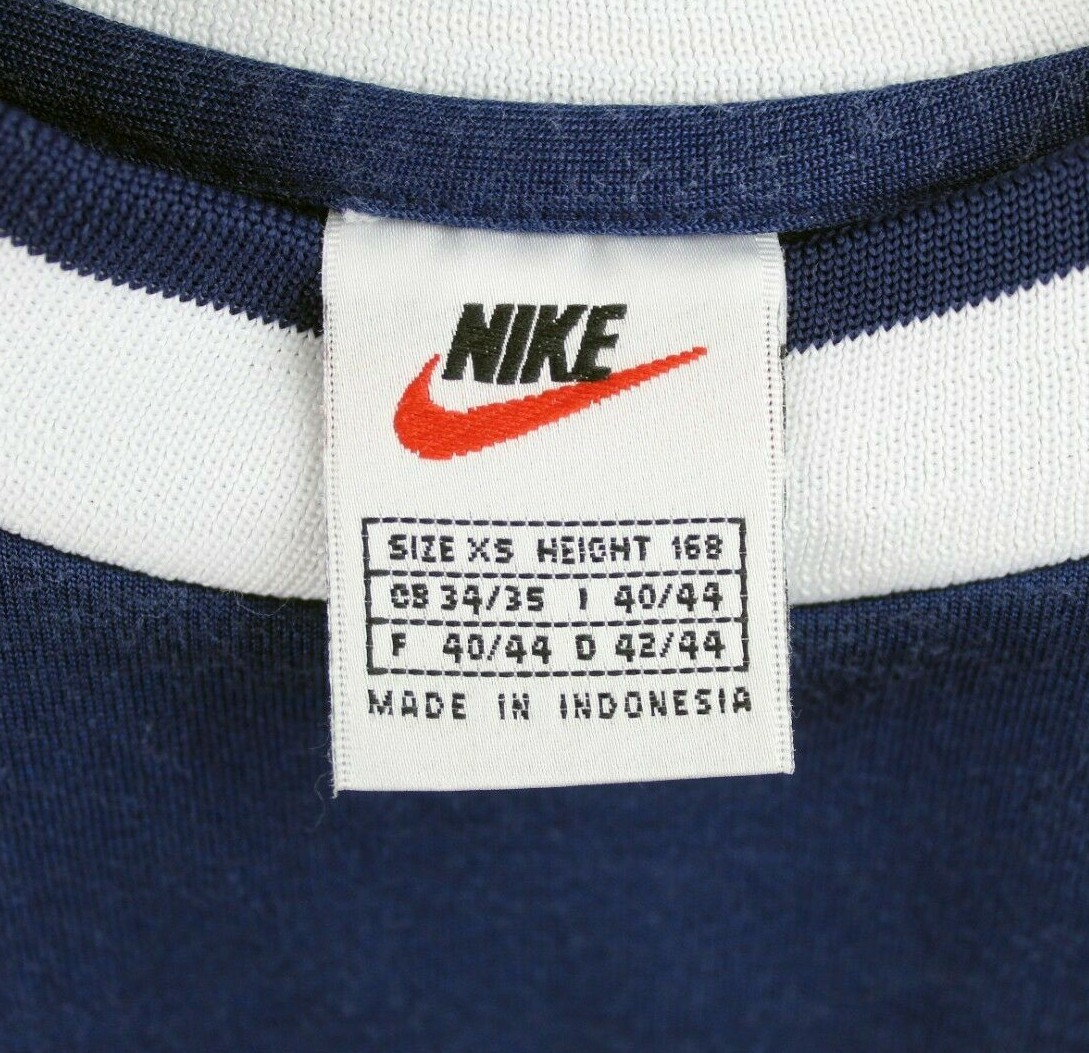 NIKE
SIZE XS HEIGHT 168
GB 34/35 I 40/44
F 40/44 D 42/44
MADE IN INDONESIA